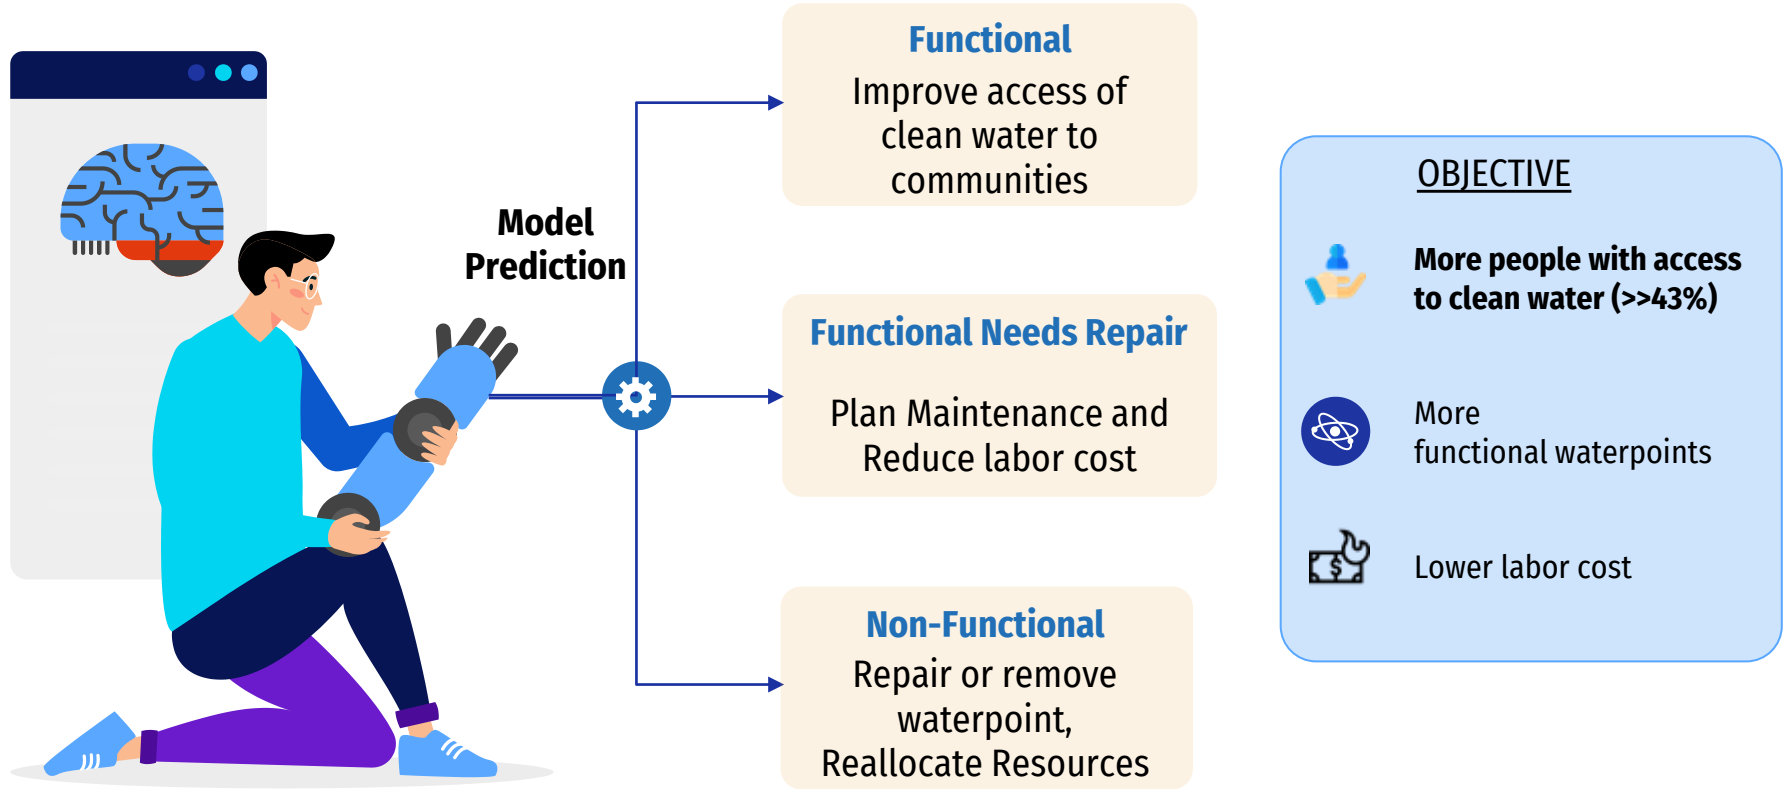 Model
Prediction
Functional
Improve access of
clean water to
communities
Functional Needs Repair
Plan Maintenance and
Reduce labor cost
Non-Functional
Repair or remove
waterpoint,
Reallocate Resources
OBJECTIVE
More people with access
to clean water (>>43%)
More
functional waterpoints
$
Lower labor cost